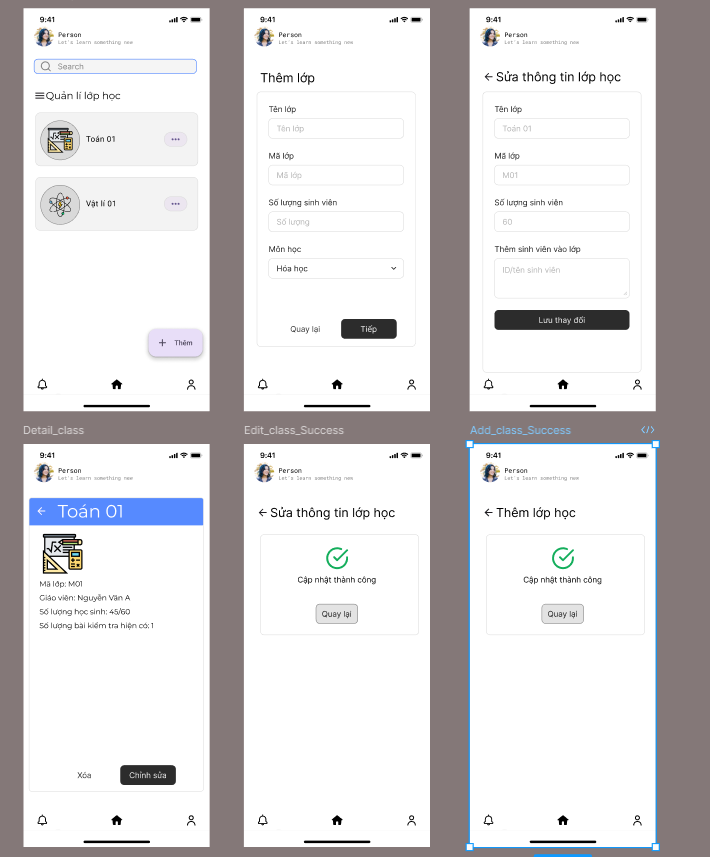 9:41
Person
Let's learn something new
Search
Quản lí lớp học
Toán 01
Vật lí 01
+ Thêm
9:41
Person
Let's learn something new
Thêm lớp
Tên lớp
Tên lớp
Mã lớp
Mã lớp
Số lượng sinh viên
Số lượng
Môn học
Hóa học
Quay lại
Tiếp
9:41
Person
Let's learn something new
Sửa thông tin lớp học
Tên lớp
Toán 01
Mã lớp
M01
Số lượng sinh viên
60
Thêm sinh viên vào lớp
ID/tên sinh viên
Lưu thay đổi
Detail_class
9:41
Person
Let's learn something new
Toán 01
Mã lớp: M01
Giáo viên: Nguyễn Văn A
Số lượng học sinh: 45/60
Số lượng bài kiểm tra hiện có: 1
Xóa
Chỉnh sửa
Edit_class_Success
9:41
Person
Let's learn something new
Sửa thông tin lớp học
Cập nhật thành công
Quay lại
Add_class_Success
9:41
Person
Let's learn something new
Thêm lớp học
Cập nhật thành công
Quay lại